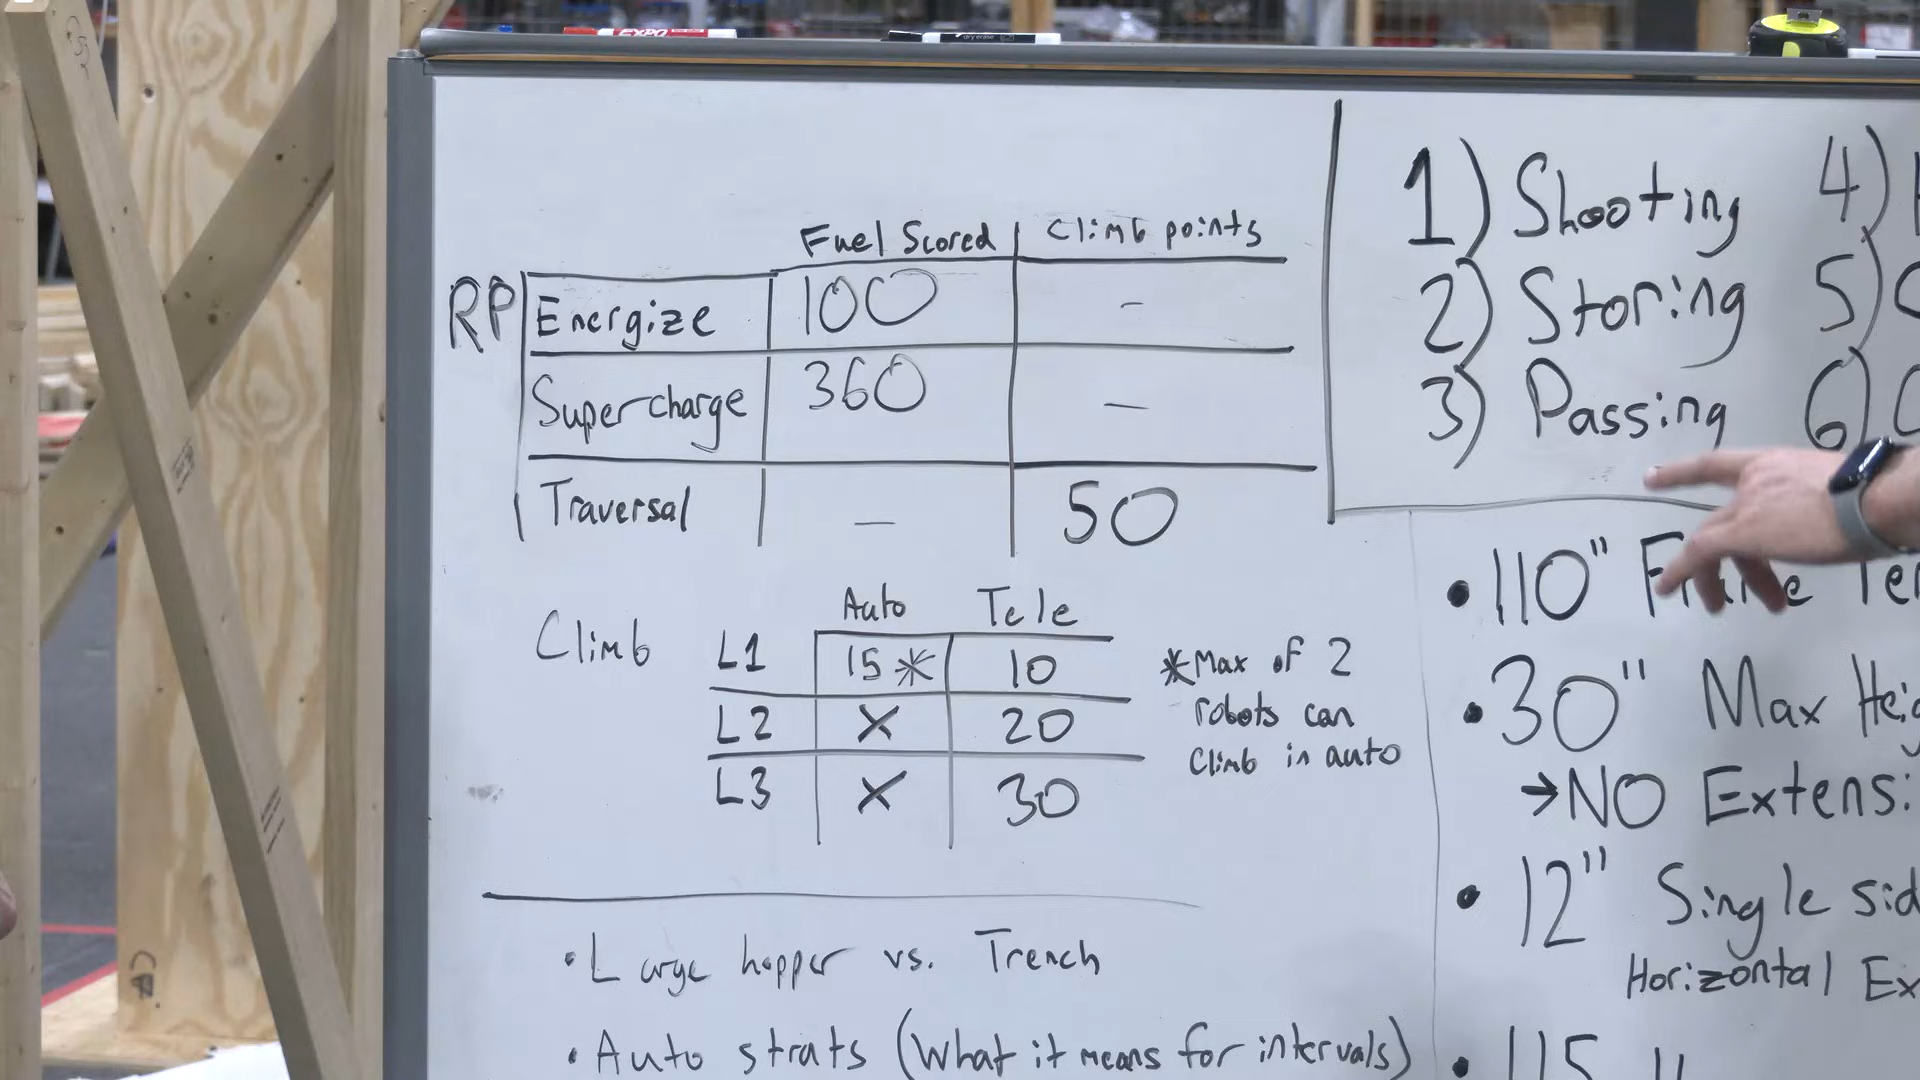 EXPO
Fuel Scored Climb points
RP Energize 100 -
Supercharge 360 -
Traversal - 50
Climb Auto Tele
L1 15* 10
L2 X 20
L3 X 30
*Max of 2
robots can
Climb in auto
• Large hopper vs. Trench
• Auto strats (What it means for intervals)
1) Shooting 4)
2) Storing 5)
3) Passing 6)
• 110"
• 30" Max
→ NO
• 12" Single
Horizontal
• 115